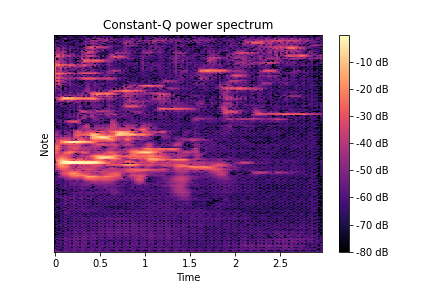 Constant-Q power spectrum
Note
-10 dB
-20 dB
-30 dB
-40 dB
-50 dB
-60 dB
-70 dB
-80 dB
0 0.5 1 1.5 2 2.5
Time